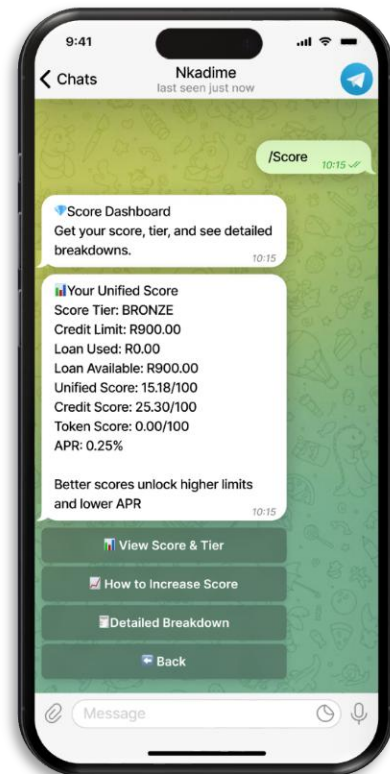 9:41
Chats
Nkadime
last seen just now
/Score
10:15
Score Dashboard
Get your score, tier, and see detailed
breakdowns.
10:15
Your Unified Score
Score Tier: BRONZE
Credit Limit: R900.00
Loan Used: R0.00
Loan Available: R900.00
Unified Score: 15.18/100
Credit Score: 25.30/100
Token Score: 0.00/100
APR: 0.25%
Better scores unlock higher limits
and lower APR
10:15
View Score & Tier
How to Increase Score
Detailed Breakdown
Back
Message